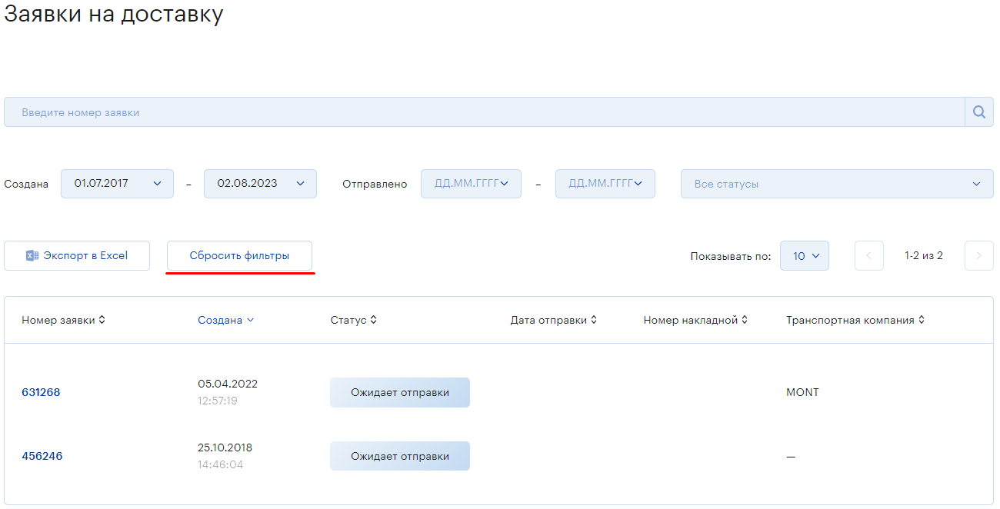 Заявки на доставку
Введите номер заявки
Создана 01.07.2017 – 02.08.2023 Отправлено ДД.ММ.ГГГГ – ДД.ММ.ГГГГ Все статусы
Экспорт в Excel Сбросить фильтры Показывать по: 10 1-2 из 2
Номер заявки Создана Статус Дата отправки Номер накладной Транспортная компания
631268 05.04.2022 Ожидает отправки MONT
12:57:19
456246 25.10.2018 Ожидает отправки —
14:46:04